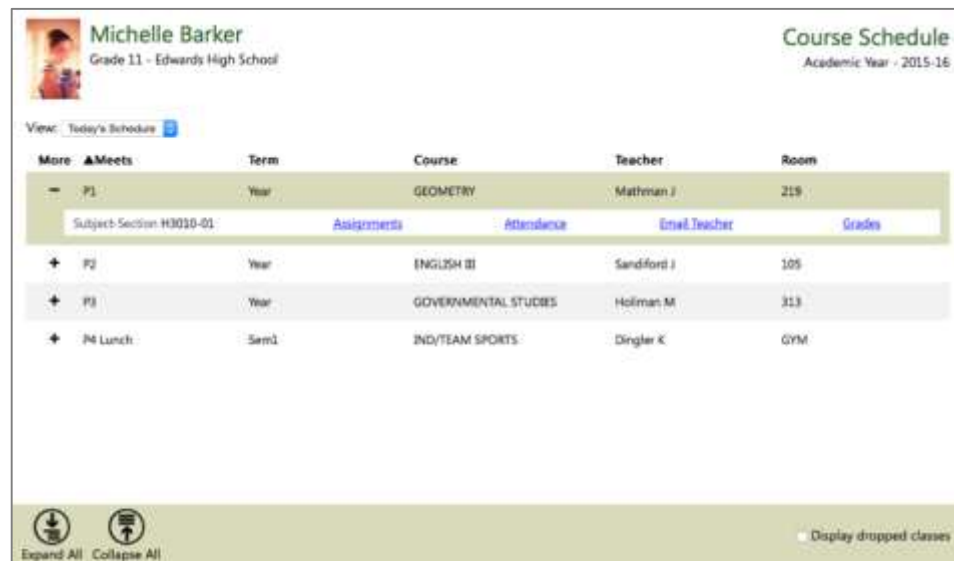 Michelle Barker
Grade 11 - Edwards High School
Course Schedule
Academic Year - 2015-16
View: Today's Schedule
More ▲Meets Term Course Teacher Room
− P1 Year GEOMETRY Mathman J 219
Subject-Section H3010-01 Assignments Attendance Email Teacher Grades
+ P2 Year ENGLISH III Sandiford J 105
+ P3 Year GOVERNMENTAL STUDIES Hollman M 313
+ P4 Lunch Sem1 IND/TEAM SPORTS Dingler K GYM
Expand All Collapse All
Display dropped classes